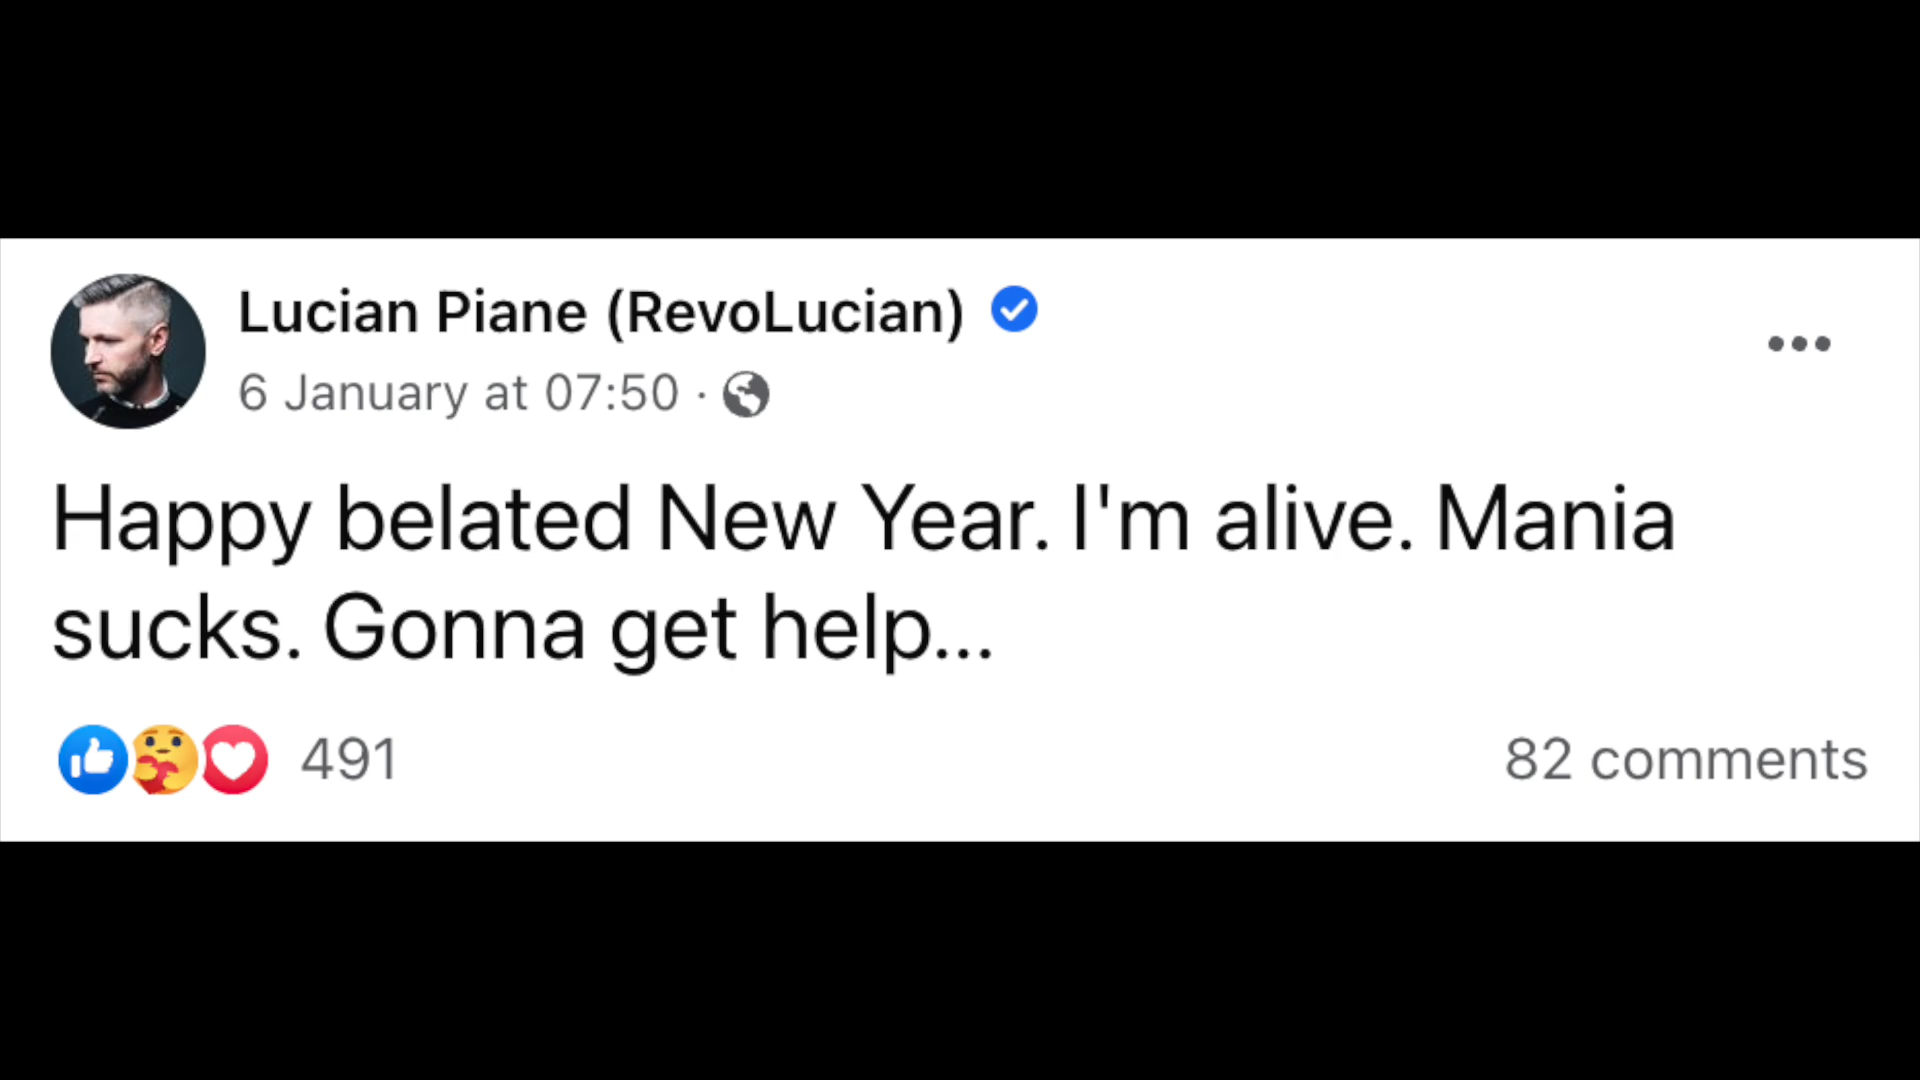 Lucian Piane (RevoLucian)
6 January at 07:50 ·
Happy belated New Year. I'm alive. Mania
sucks. Gonna get help...
491 82 comments